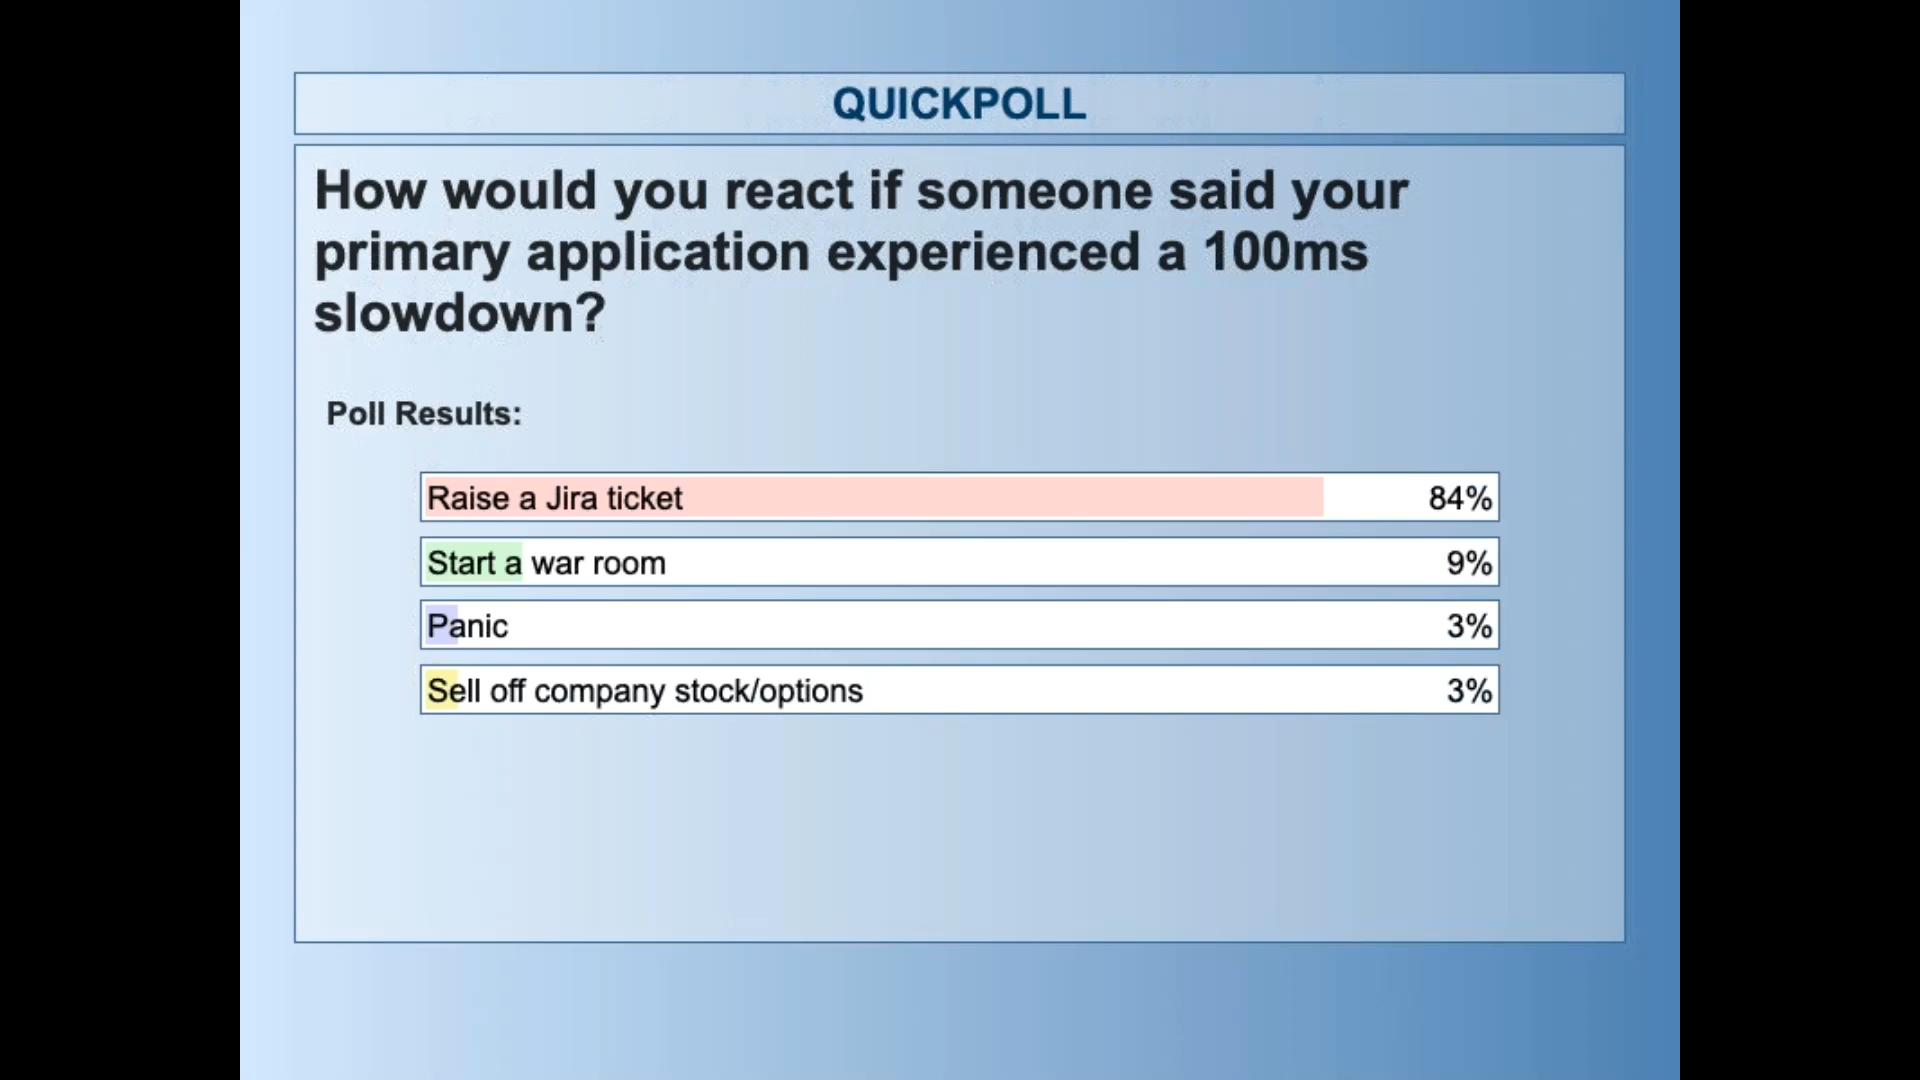 QUICKPOLL
How would you react if someone said your
primary application experienced a 100ms
slowdown?
Poll Results:
Raise a Jira ticket 84%
Start a war room 9%
Panic 3%
Sell off company stock/options 3%